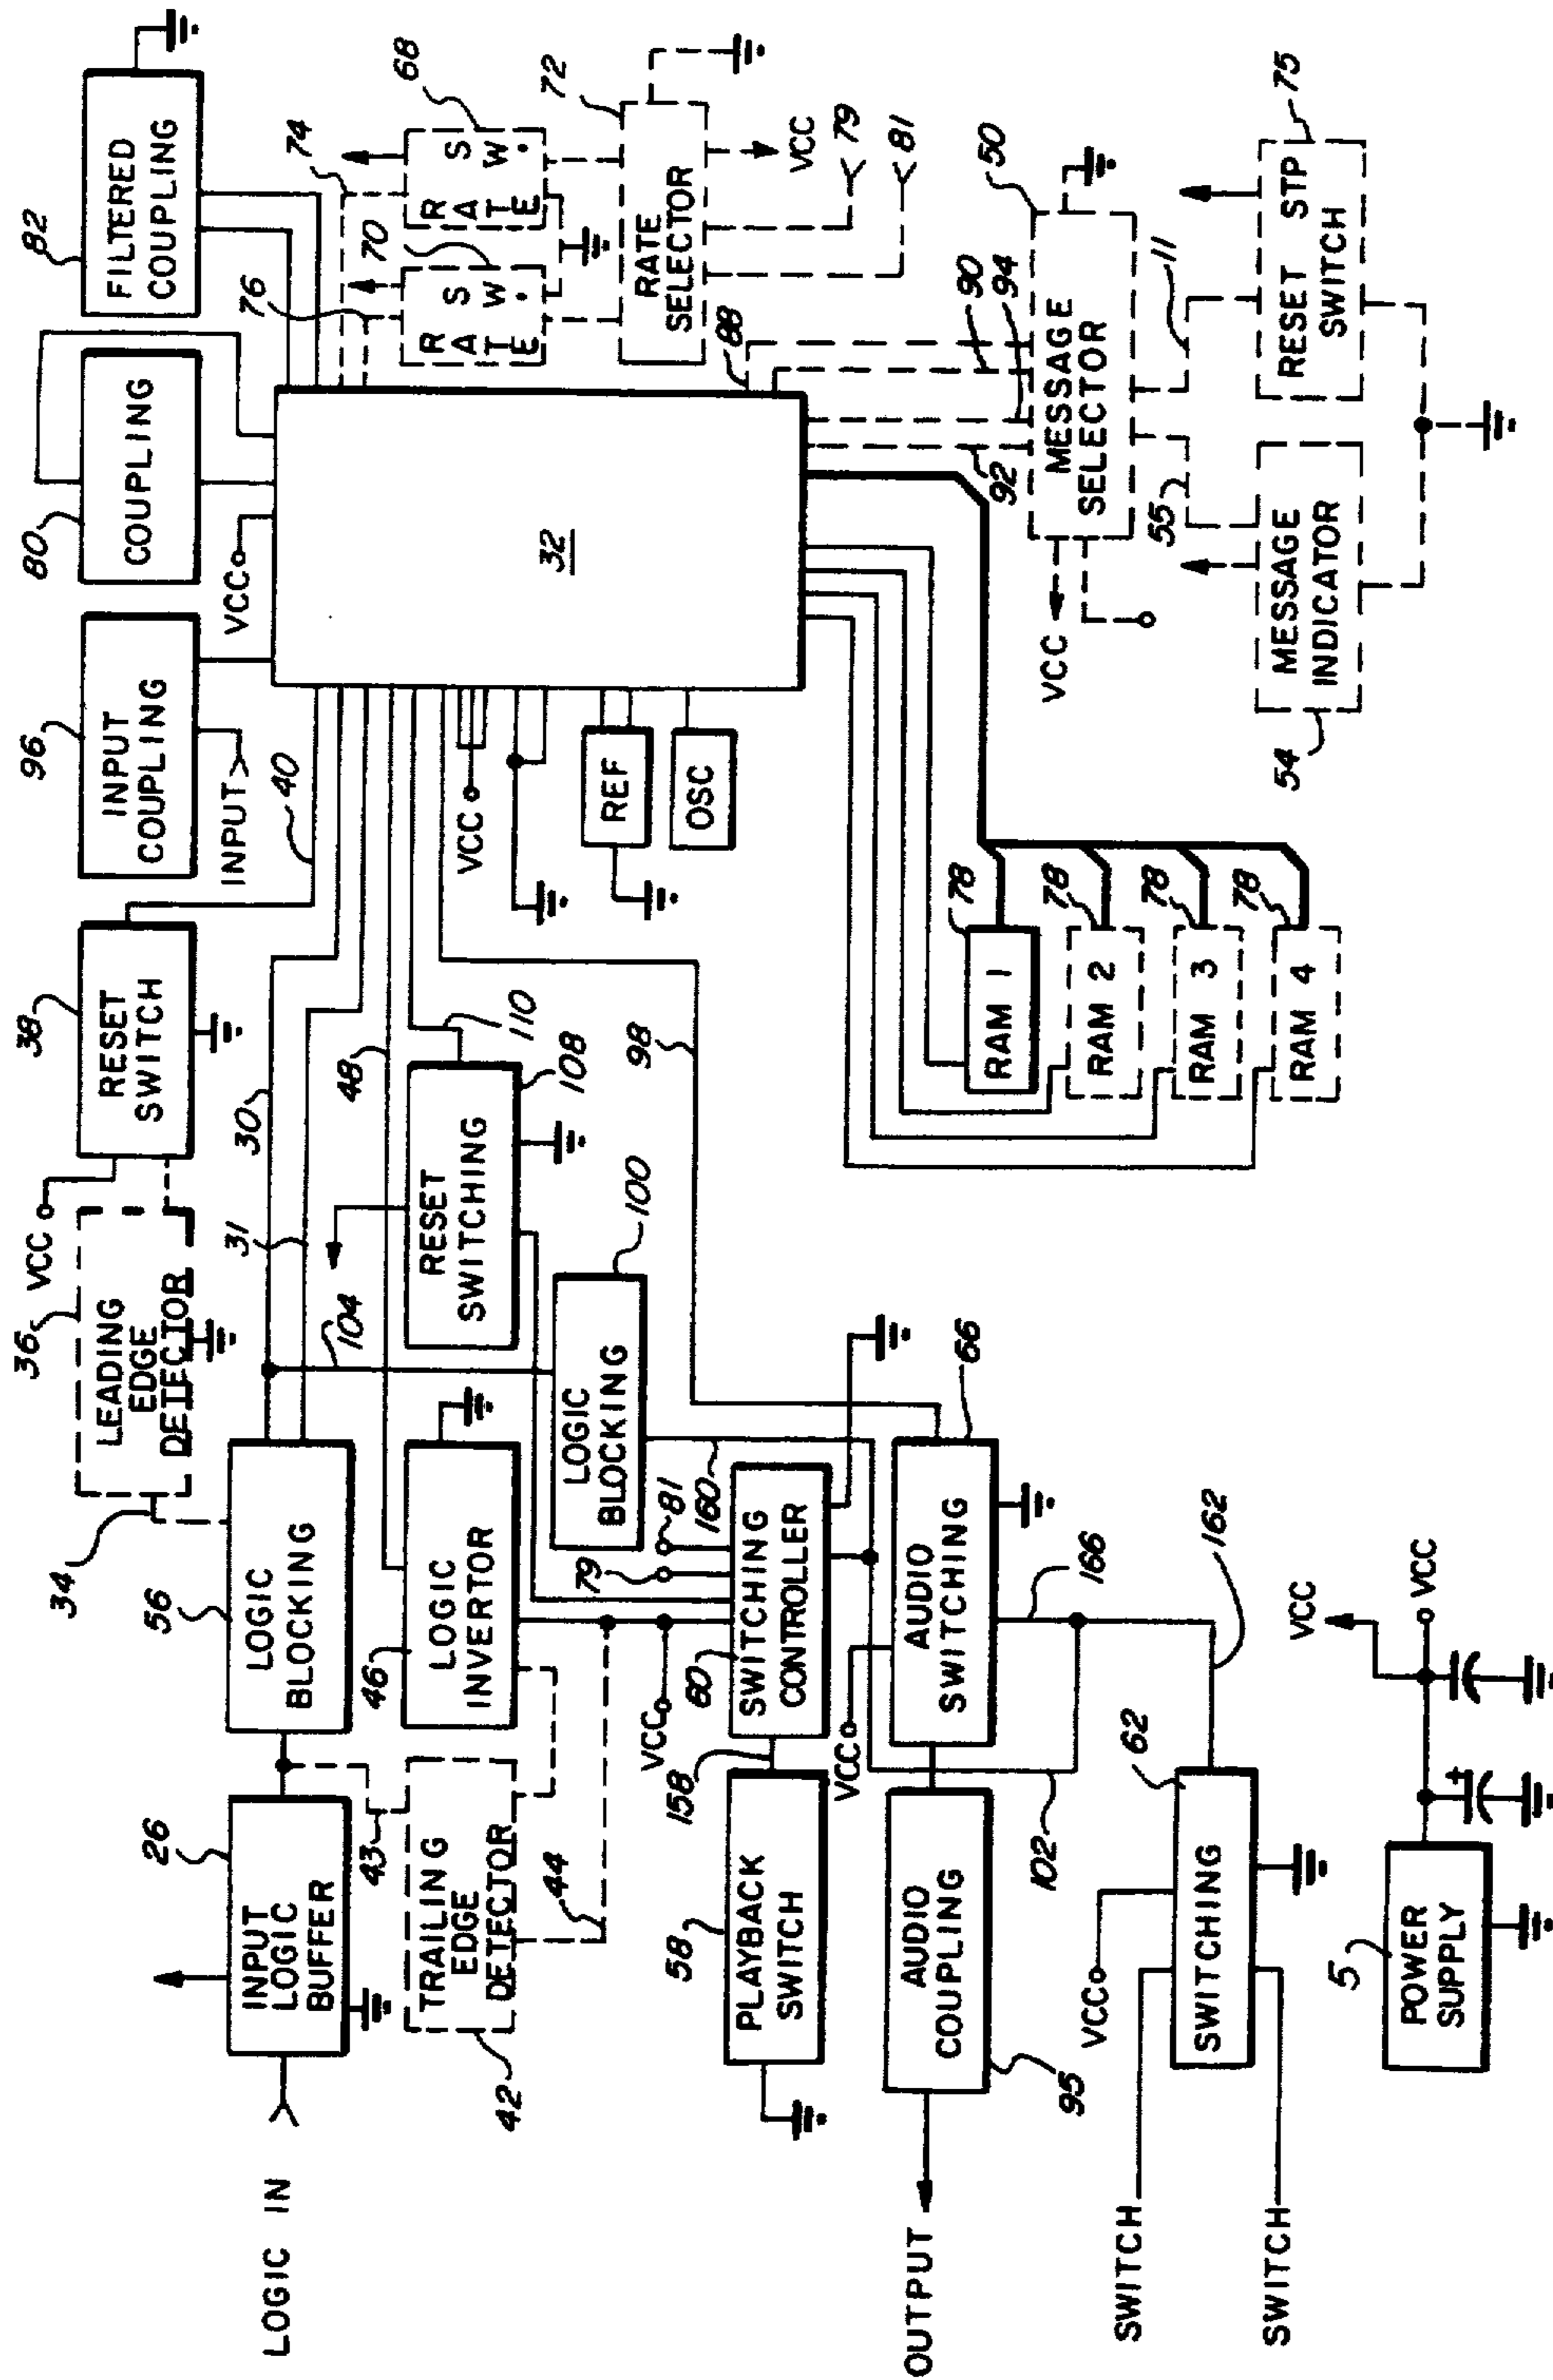 LOGIC IN
26
INPUT
LOGIC
BUFFER
56
LOGIC
BLOCKING
34
36
LEADING
EDGE
DETECTOR
VCC
38
RESET
SWITCH
96
INPUT
COUPLING
INPUT
80
COUPLING
VCC
82
FILTERED
COUPLING
30
31
40
43
42
TRAILING
EDGE
DETECTOR
44
46
LOGIC
INVERTOR
48
104
RESET
SWITCHING
108
110
LOGIC
BLOCKING
100
98
VCC
REF
OSC
32
74
76
70
68
RATE
SW.
RATE
SW.
72
RATE
SELECTOR
VCC
79
81
88
90
94
92
50
MESSAGE
SELECTOR
VCC
55
11
MESSAGE
INDICATOR
54
RESET STP
SWITCH
75
78
RAM 1
78
RAM 2
78
RAM 3
78
RAM 4
58
PLAYBACK
SWITCH
158
VCC
79
81
160
60
SWITCHING
CONTROLLER
OUTPUT
AUDIO
COUPLING
95
VCC
AUDIO
SWITCHING
66
102
166
162
SWITCH
SWITCH
VCC
62
SWITCHING
5
POWER
SUPPLY
+
VCC
VCC